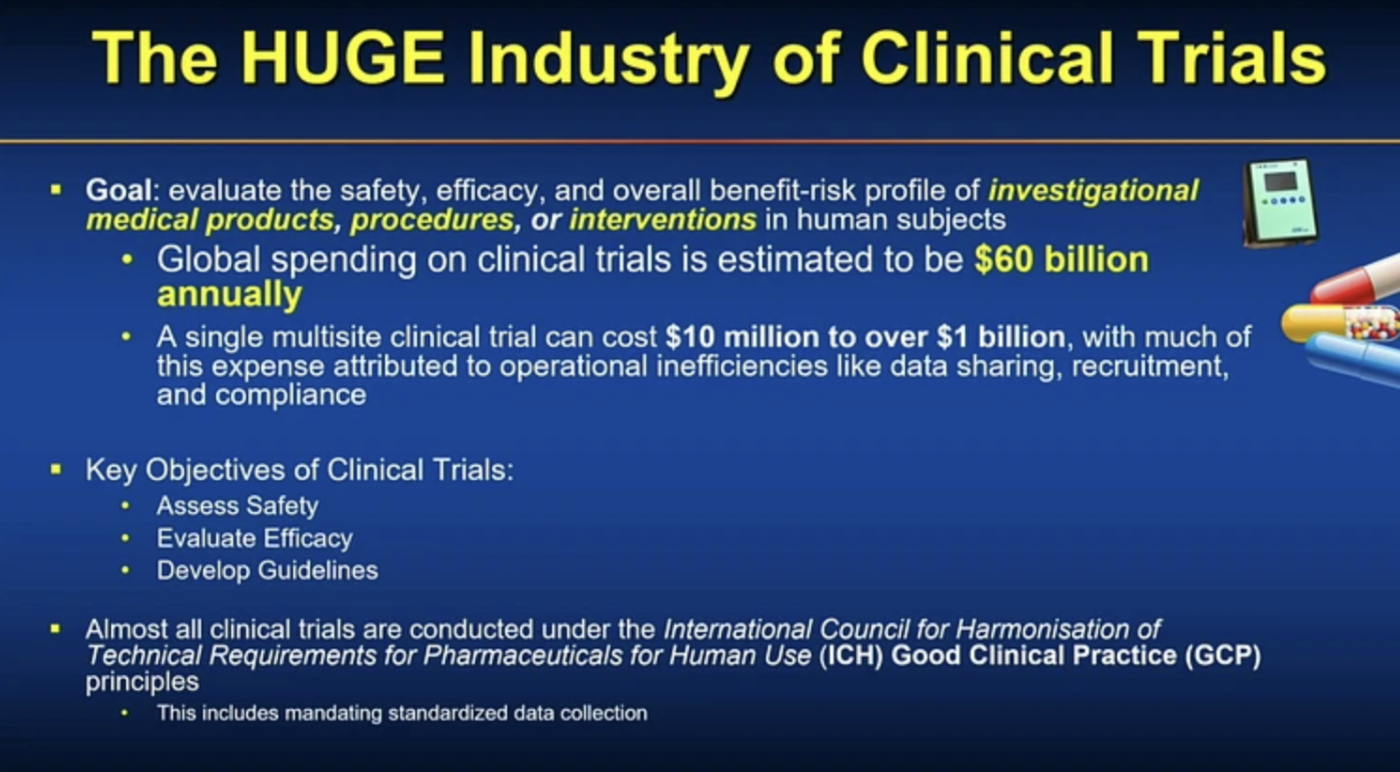 The HUGE Industry of Clinical Trials
Goal: evaluate the safety, efficacy, and overall benefit-risk profile of investigational
medical products, procedures, or interventions in human subjects
Global spending on clinical trials is estimated to be $60 billion
annually
A single multisite clinical trial can cost $10 million to over $1 billion, with much of
this expense attributed to operational inefficiencies like data sharing, recruitment,
and compliance
Key Objectives of Clinical Trials:
Assess Safety
Evaluate Efficacy
Develop Guidelines
Almost all clinical trials are conducted under the International Council for Harmonisation of
Technical Requirements for Pharmaceuticals for Human Use (ICH) Good Clinical Practice (GCP)
principles
This includes mandating standardized data collection